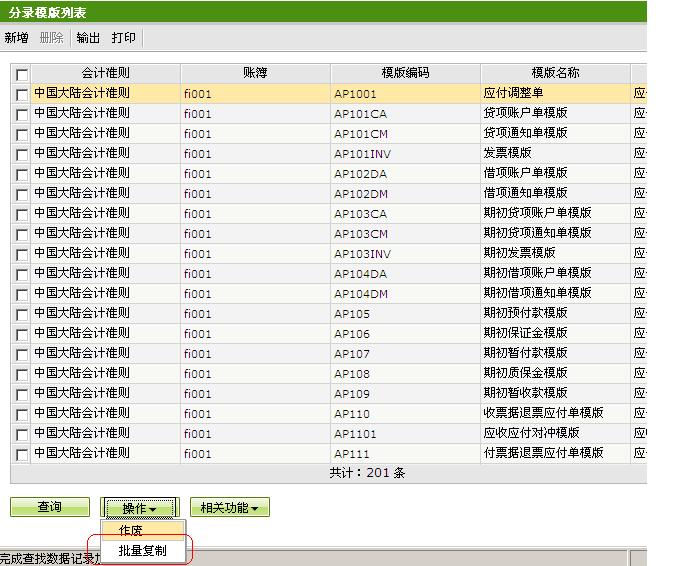 分录模版列表
新增 删除 输出 打印
会计准则 账簿 模版编码 模版名称
中国大陆会计准则 fi001 AP1001 应付调整单 应
中国大陆会计准则 fi001 AP101CA 贷项账户单模版 应
中国大陆会计准则 fi001 AP101CM 贷项通知单模版 应
中国大陆会计准则 fi001 AP101INV 发票模版 应
中国大陆会计准则 fi001 AP102DA 借项账户单模版 应
中国大陆会计准则 fi001 AP102DM 借项通知单模版 应
中国大陆会计准则 fi001 AP103CA 期初贷项账户单模版 应
中国大陆会计准则 fi001 AP103CM 期初贷项通知单模版 应
中国大陆会计准则 fi001 AP103INV 期初发票模版 应
中国大陆会计准则 fi001 AP104DA 期初借项账户单模版 应
中国大陆会计准则 fi001 AP104DM 期初借项通知单模版 应
中国大陆会计准则 fi001 AP105 期初预付款模版 应
中国大陆会计准则 fi001 AP106 期初保证金模版 应
中国大陆会计准则 fi001 AP107 期初暂付款模版 应
中国大陆会计准则 fi001 AP108 期初质保金模版 应
中国大陆会计准则 fi001 AP109 期初暂收款模版 应
中国大陆会计准则 fi001 AP110 收票据退票应付单模版 应
中国大陆会计准则 fi001 AP1101 应收应付对冲模版 应
中国大陆会计准则 fi001 AP111 付票据退票应付单模版 应
共计：201 条
查询 操作 相关功能
作废
批量复制
完成查找数据记录